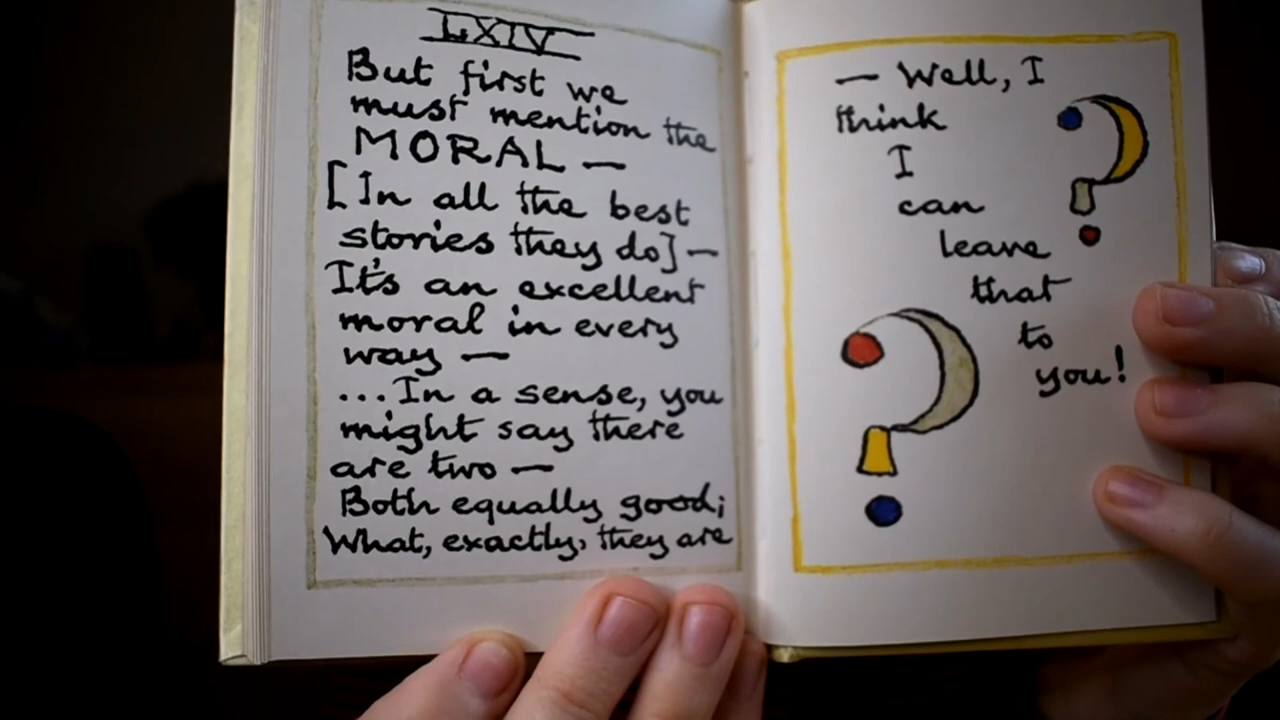 LXIV
But first we
must mention the
MORAL —
[In all the best
stories they do] —
It's an excellent
moral in every
way —
...In a sense, you
might say there
are two —
Both equally good;
What, exactly, they are
— Well, I
think
I
can
leave
that
to
you!